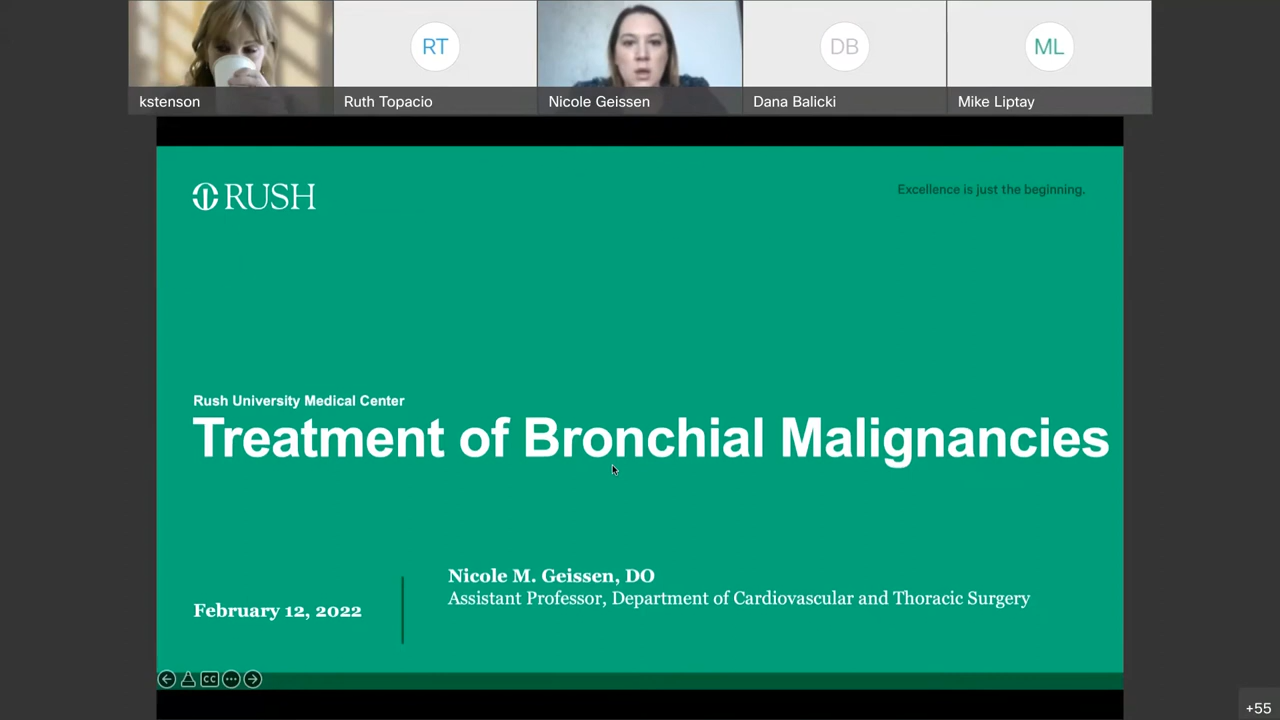 RT
DB
ML
kstenson
Ruth Topacio
Nicole Geissen
Dana Balicki
Mike Liptay
RUSH
Excellence is just the beginning.
Rush University Medical Center
Treatment of Bronchial Malignancies
Nicole M. Geissen, DO
Assistant Professor, Department of Cardiovascular and Thoracic Surgery
February 12, 2022
CC
+55